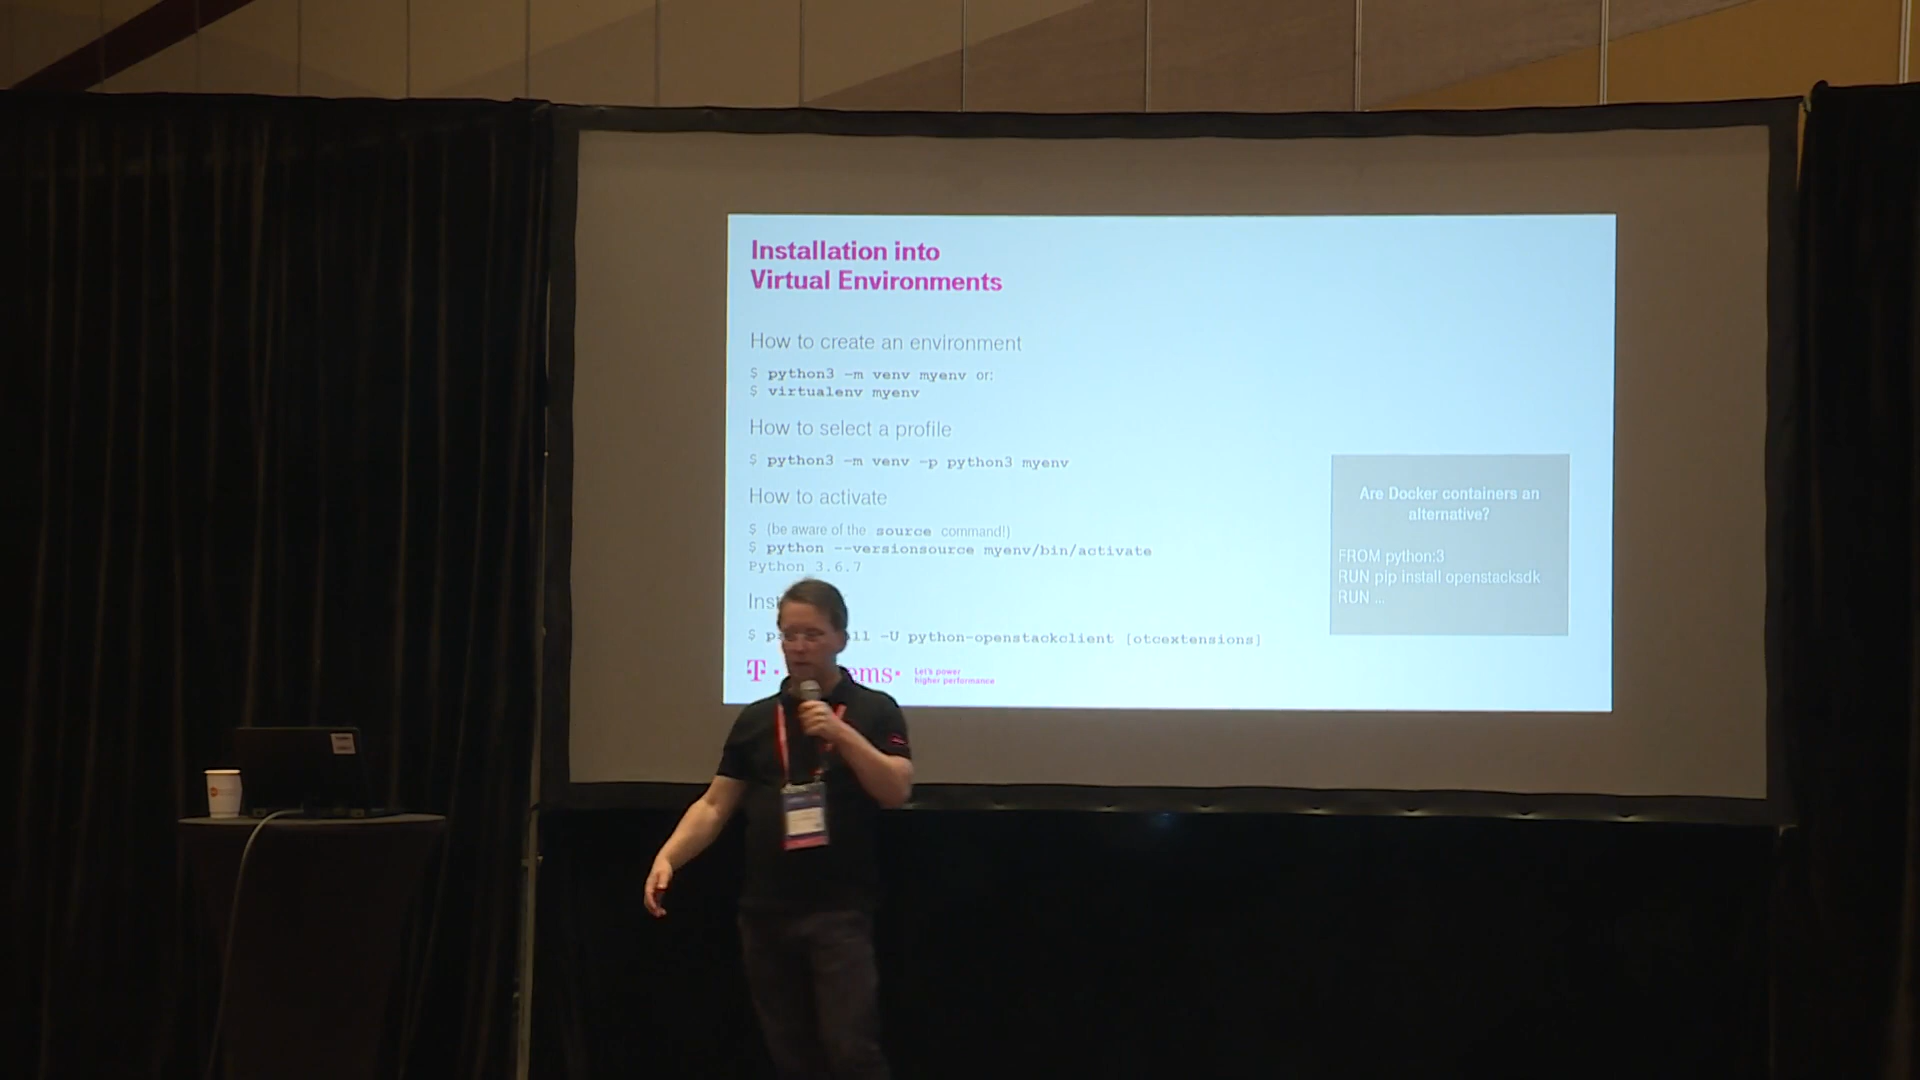 Installation into
Virtual Environments
How to create an environment
$ python3 -m venv myenv or:
$ virtualenv myenv
How to select a profile
$ python3 -m venv -p python3 myenv
How to activate
$ (be aware of the source command!)
$ python --versionsource myenv/bin/activate
Python 3.6.7
$ -U python-openstackclient [otcextensions]
Let's power
higher performance
Are Docker containers an
alternative?
FROM python:3
RUN pip install openstacksdk
RUN ...